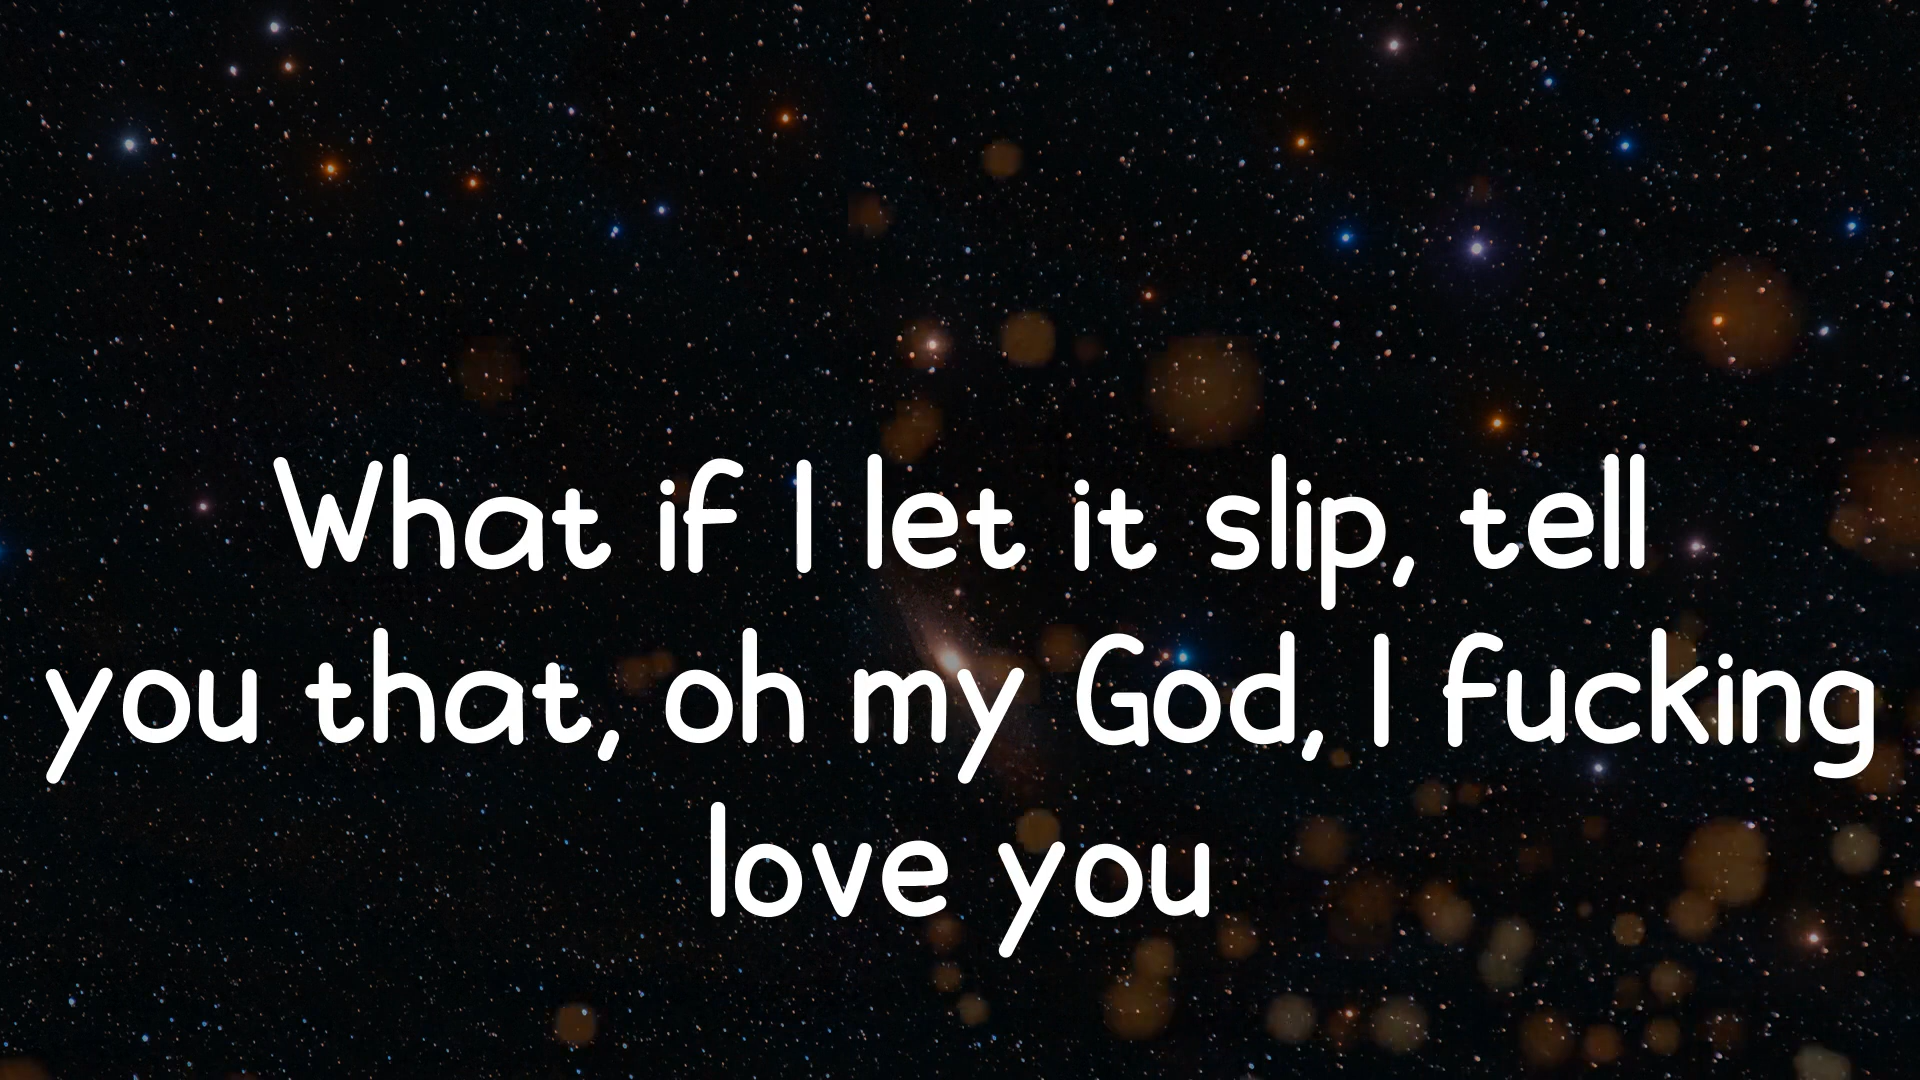 What if I let it slip, tell
you that, oh my God, I fucking
love you